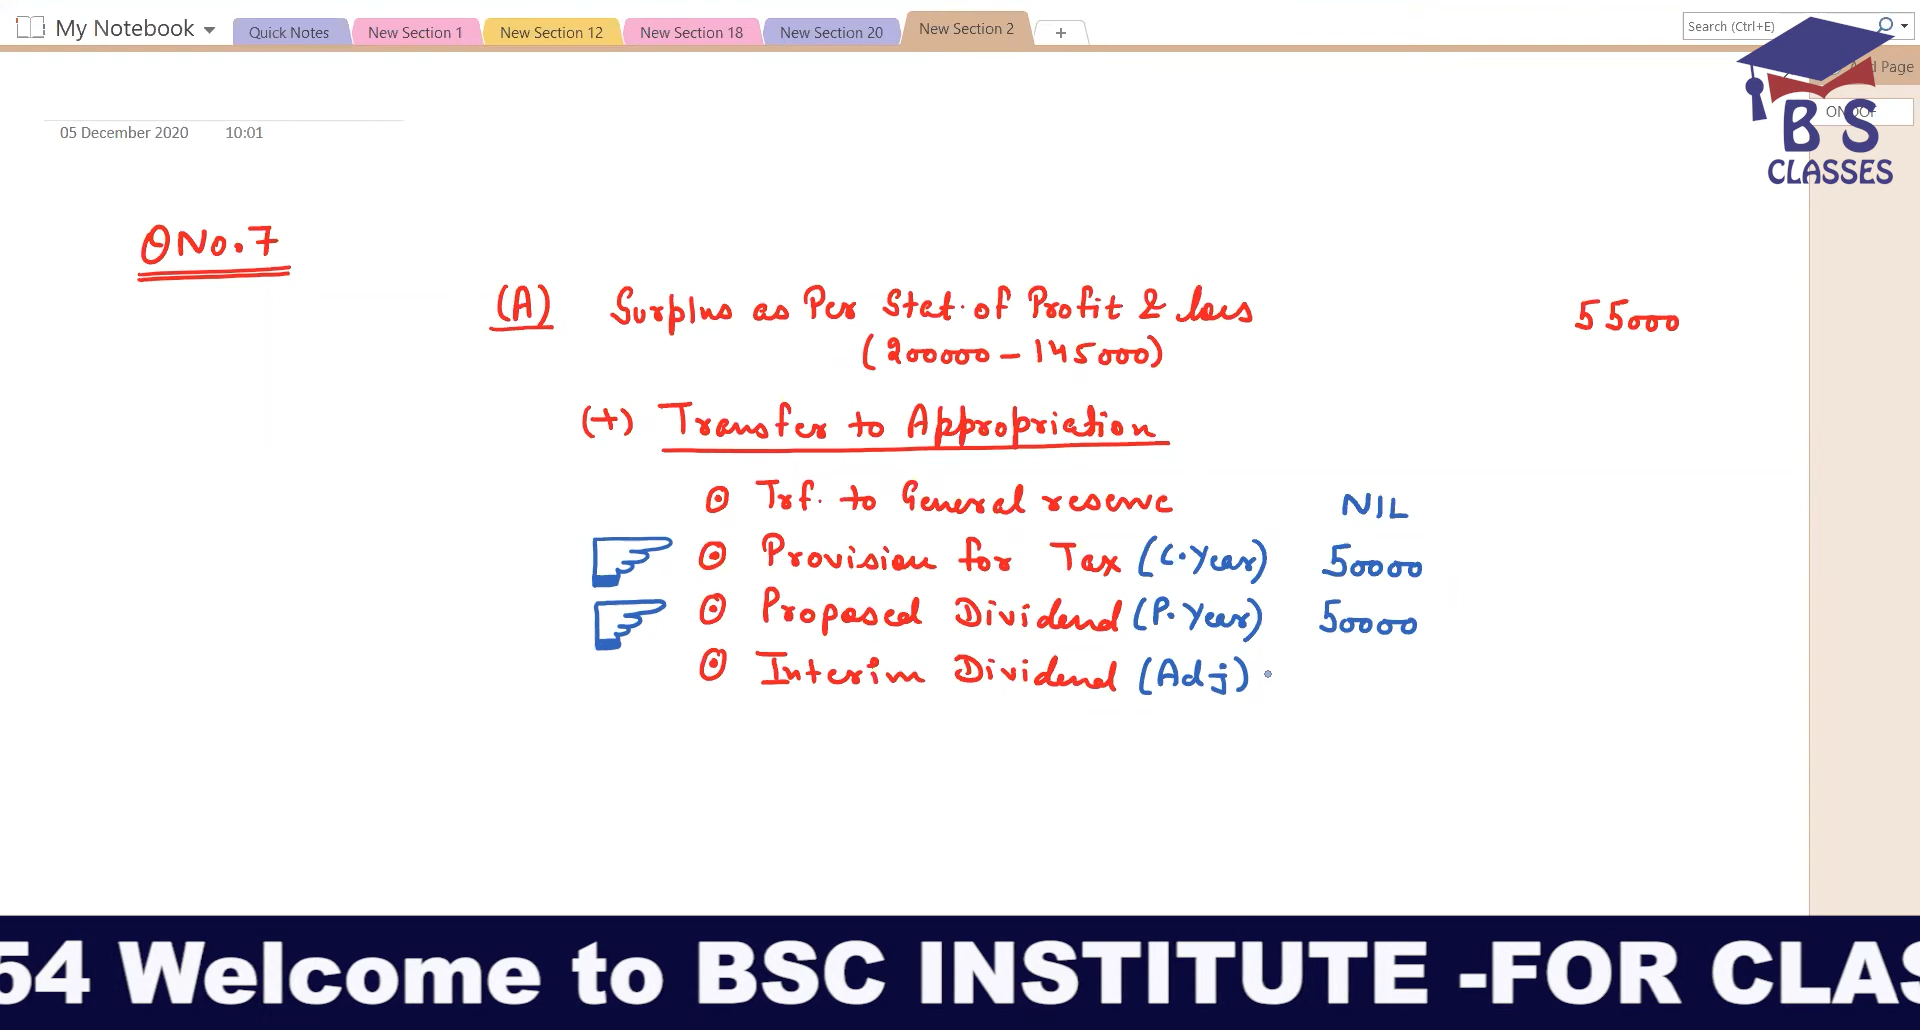 My Notebook
Quick Notes
New Section 1
New Section 12
New Section 18
New Section 20
New Section 2
+
Search (Ctrl+E)
Page
BS
CLASSES
05 December 2020 10:01
QNo.7
(A) Surplus as Per Stat. of Profit & loss 55000
(200000 - 145000)
(+) Transfer to Appropriation
Trf. to General reserve NIL
Provision for Tax (C.Year) 50000
Proposed Dividend (P.Year) 50000
Interim Dividend (Adj)
54 Welcome to BSC INSTITUTE -FOR CLAS